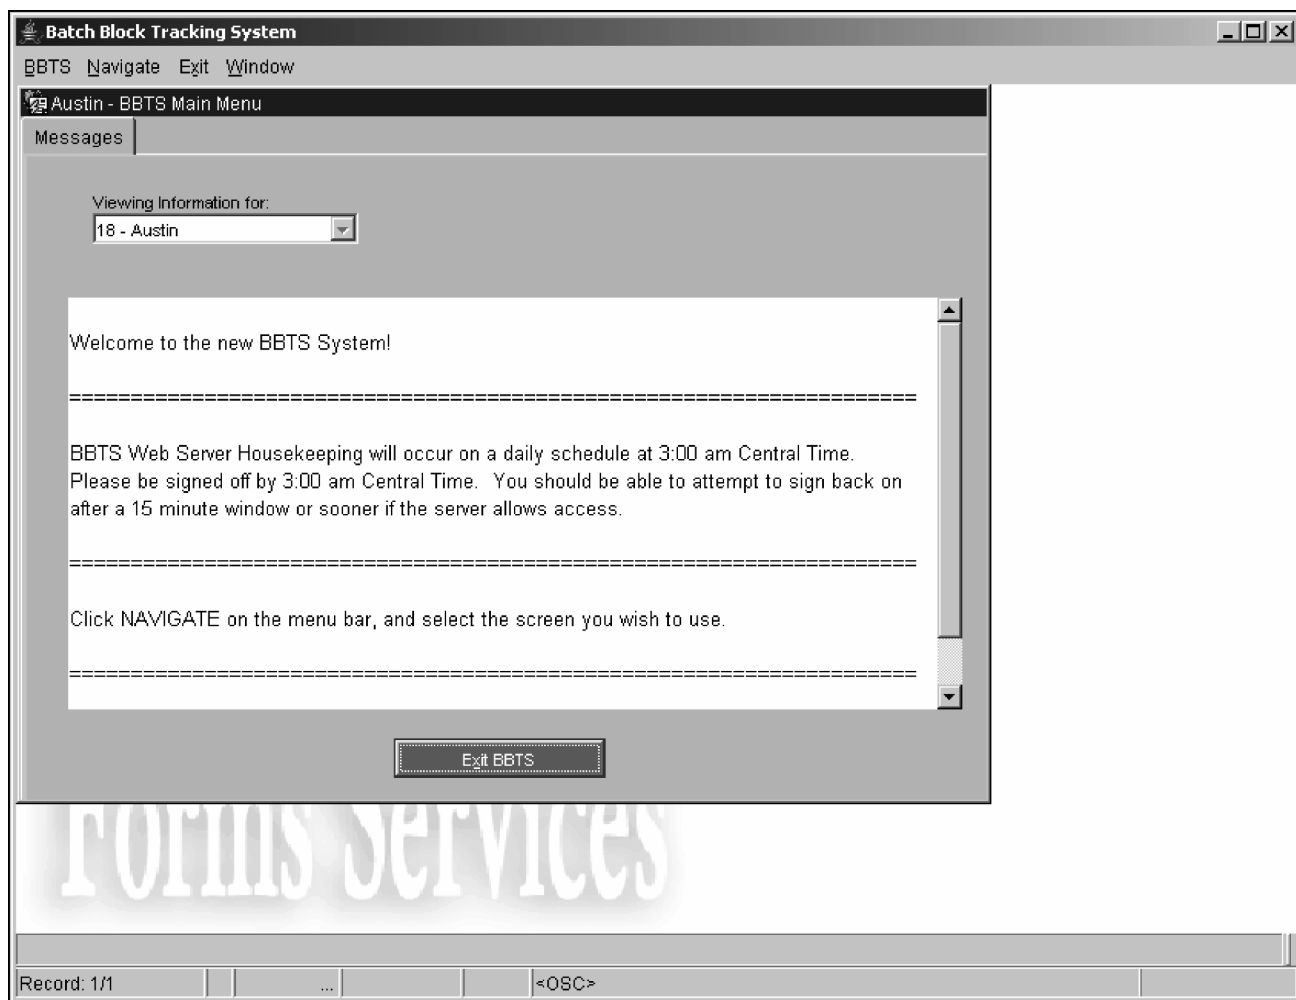 Batch Block Tracking System
BBTS Navigate Exit Window
Austin - BBTS Main Menu
Messages
Viewing Information for:
18 - Austin
Welcome to the new BBTS System!
=====================================================================
BBTS Web Server Housekeeping will occur on a daily schedule at 3:00 am Central Time.
Please be signed off by 3:00 am Central Time.  You should be able to attempt to sign back on
after a 15 minute window or sooner if the server allows access.
=====================================================================
Click NAVIGATE on the menu bar, and select the screen you wish to use.
=====================================================================
Exit BBTS
Forms Services
Record: 1/1 ... <OSC>